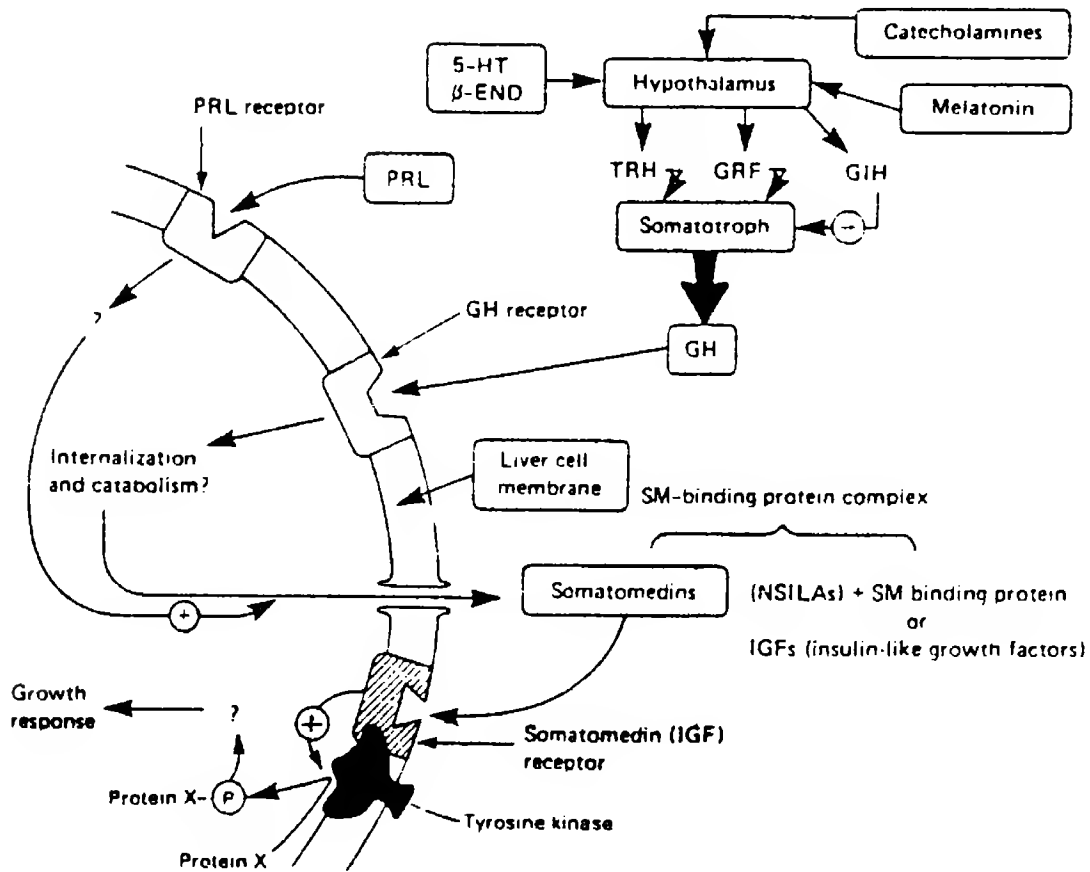 Catecholamines
5-HT
β-END
Hypothalamus
Melatonin
PRL receptor
PRL
TRH
GRF
GIH
Somatotroph
−
GH receptor
GH
?
Internalization
and catabolism?
Liver cell
membrane
SM-binding protein complex
Somatomedins
(NSILAs) + SM binding protein
or
IGFs (insulin-like growth factors)
+
Growth
response
?
+
Somatomedin (IGF)
receptor
Protein X-P
Tyrosine kinase
Protein X